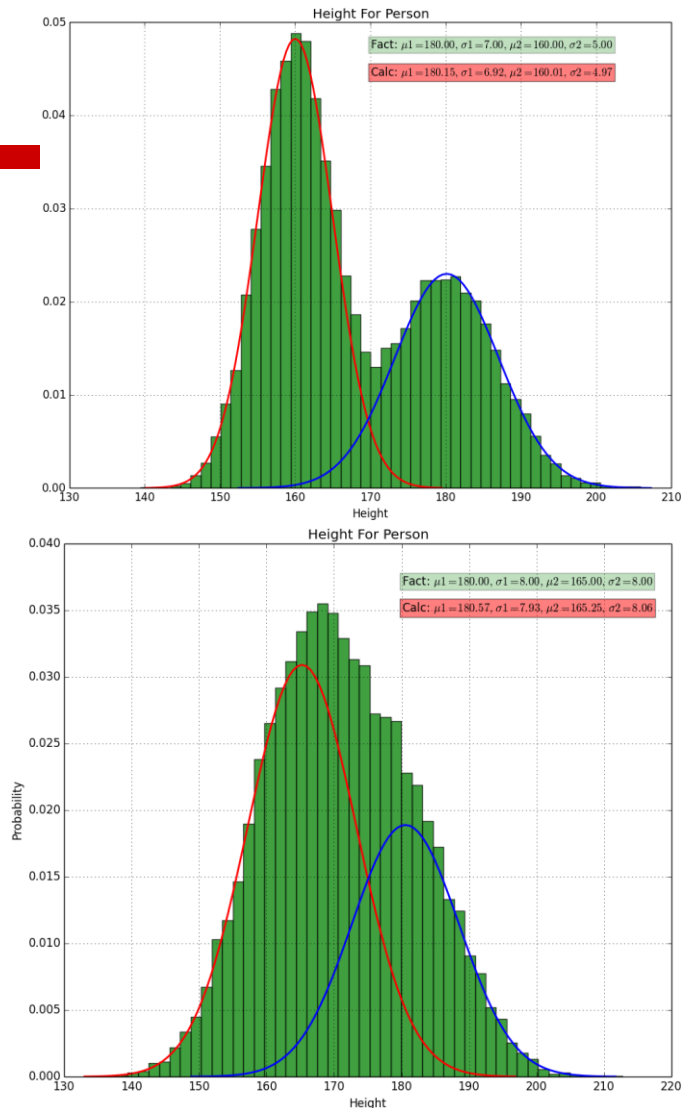 Height For Person
0.05
Fact: μ1=180.00, σ1=7.00, μ2=160.00, σ2=5.00
Calc: μ1=180.15, σ1=6.92, μ2=160.01, σ2=4.97
0.04
0.03
0.02
0.01
0.00
130 140 150 160 170 180 190 200 210
Height
Height For Person
0.040
Fact: μ1=180.00, σ1=8.00, μ2=165.00, σ2=8.00
0.035
Calc: μ1=180.57, σ1=7.93, μ2=165.25, σ2=8.06
0.030
0.025
0.020
Probability
0.015
0.010
0.005
0.000
130 140 150 160 170 180 190 200 210 220
Height